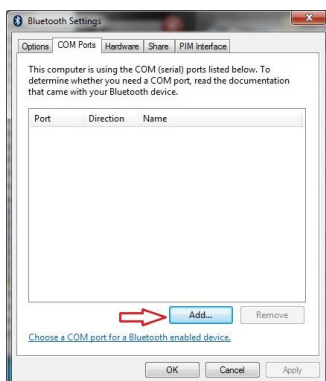 Bluetooth Settings
Options COM Ports Hardware Share PIM Interface
This computer is using the COM (serial) ports listed below. To
determine whether you need a COM port, read the documentation
that came with your Bluetooth device.
Port Direction Name
Add... Remove
Choose a COM port for a Bluetooth enabled device.
OK Cancel Apply